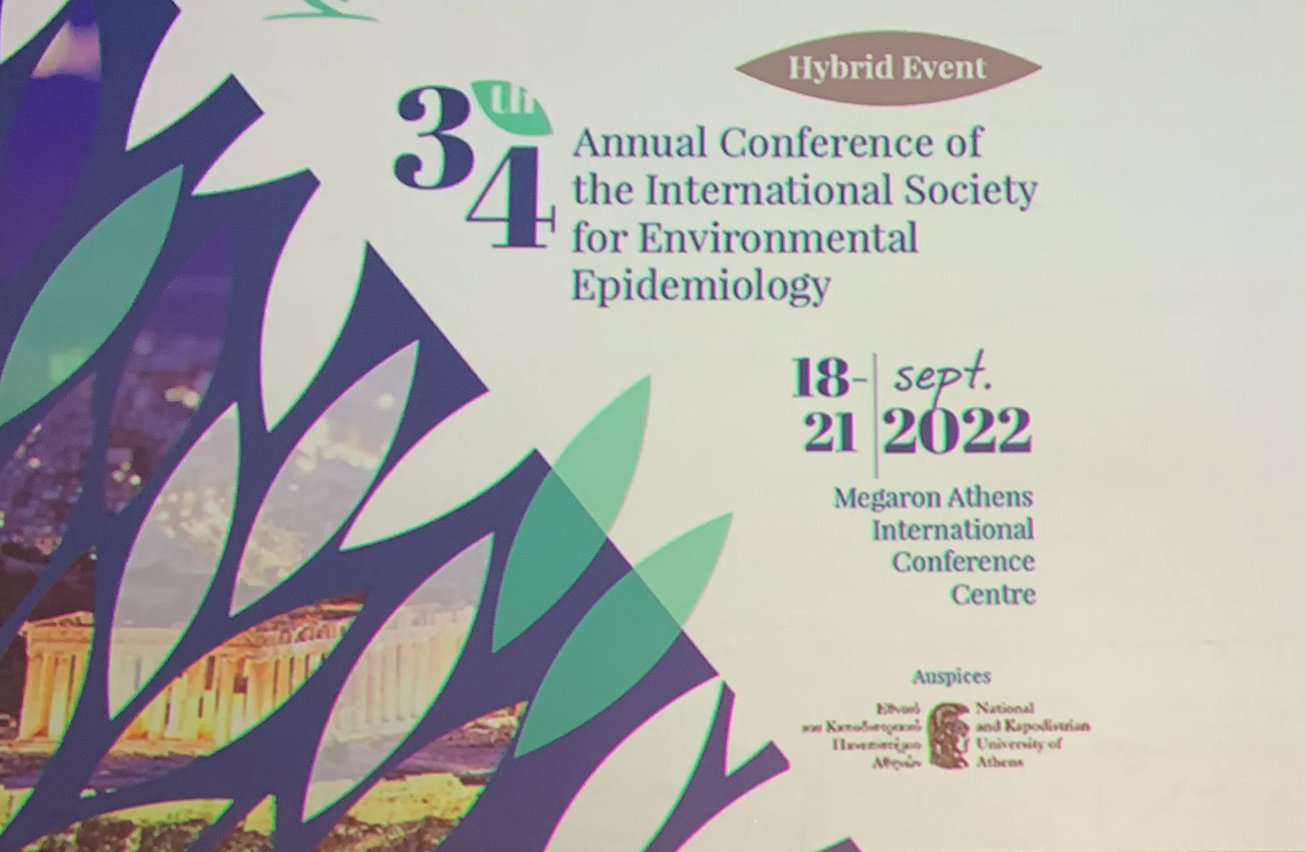 Hybrid Event
34th
Annual Conference of
the International Society
for Environmental
Epidemiology
18-21
sept.
2022
Megaron Athens
International
Conference
Centre
Auspices
Εθνικό
και Καποδιστριακό
Πανεπιστήμιο
Αθηνών
National
and Kapodistrian
University of
Athens